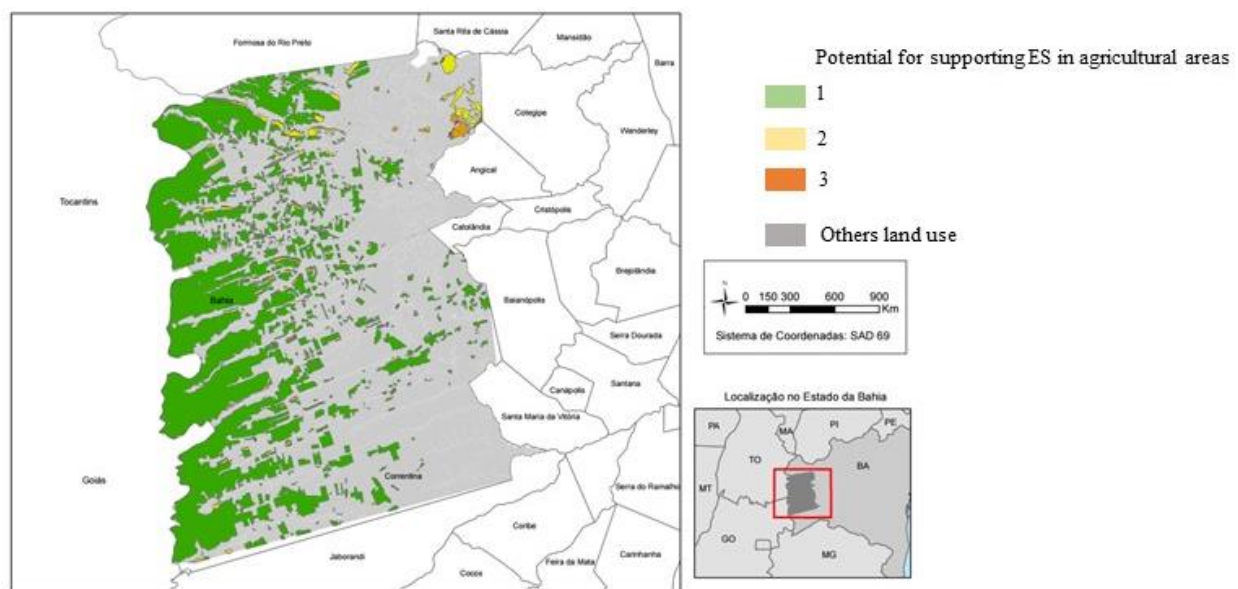 Santa Rita de Cássia
Formosa do Rio Preto
Mansidão
Barra
Cotegipe
Wanderley
Angical
Tocantins
Cristópolis
Catolândia
Brejolândia
Bahia
Baianópolis
Serra Dourada
Canápolis
Santana
Santa Maria da Vitória
Goiás
Correntina
Serra do Ramalho
Coribe
Jaborandi
Feira da Mata
Carinhanha
Cocos
Potential for supporting ES in agricultural areas
1
2
3
Others land use
N
0 150 300 600 900
Km
Sistema de Coordenadas: SAD 69
Localização no Estado da Bahia
PA
MA
PI
PE
TO
BA
MT
GO
MG